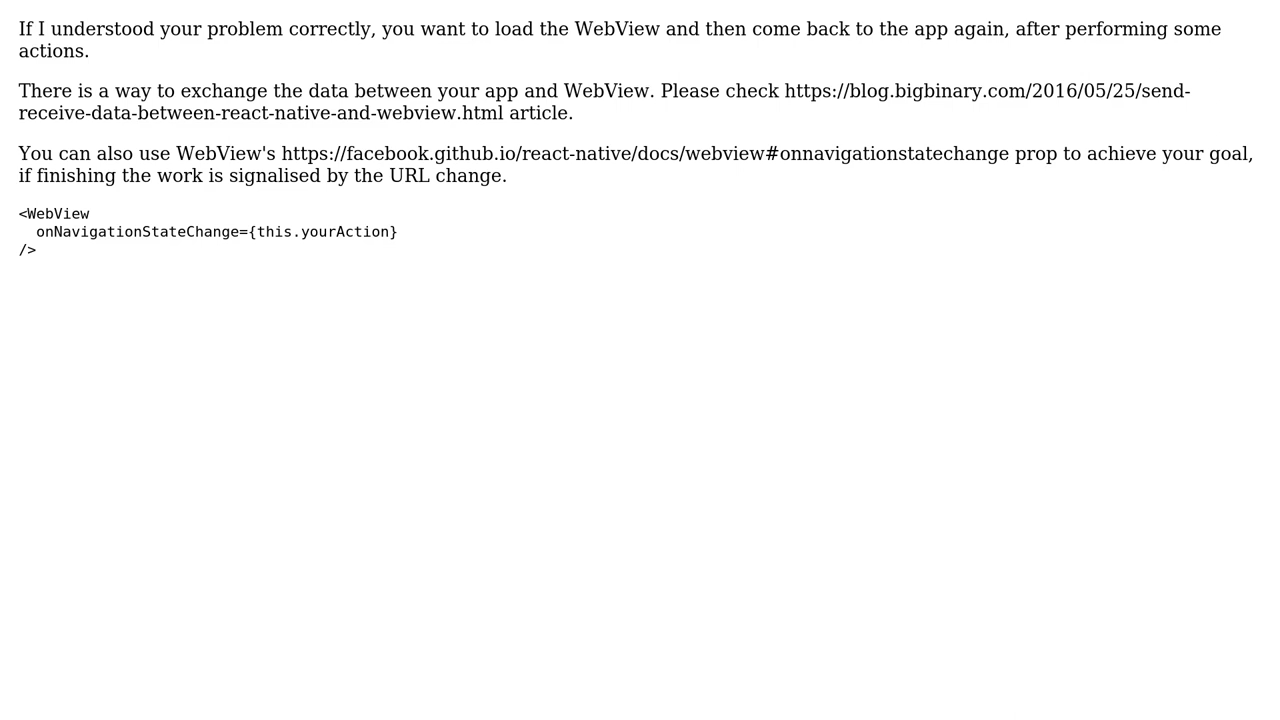 If I understood your problem correctly, you want to load the WebView and then come back to the app again, after performing some
actions.
There is a way to exchange the data between your app and WebView. Please check https://blog.bigbinary.com/2016/05/25/send-
receive-data-between-react-native-and-webview.html article.
You can also use WebView's https://facebook.github.io/react-native/docs/webview#onnavigationstatechange prop to achieve your goal,
if finishing the work is signalised by the URL change.
<WebView
  onNavigationStateChange={this.yourAction}
/>